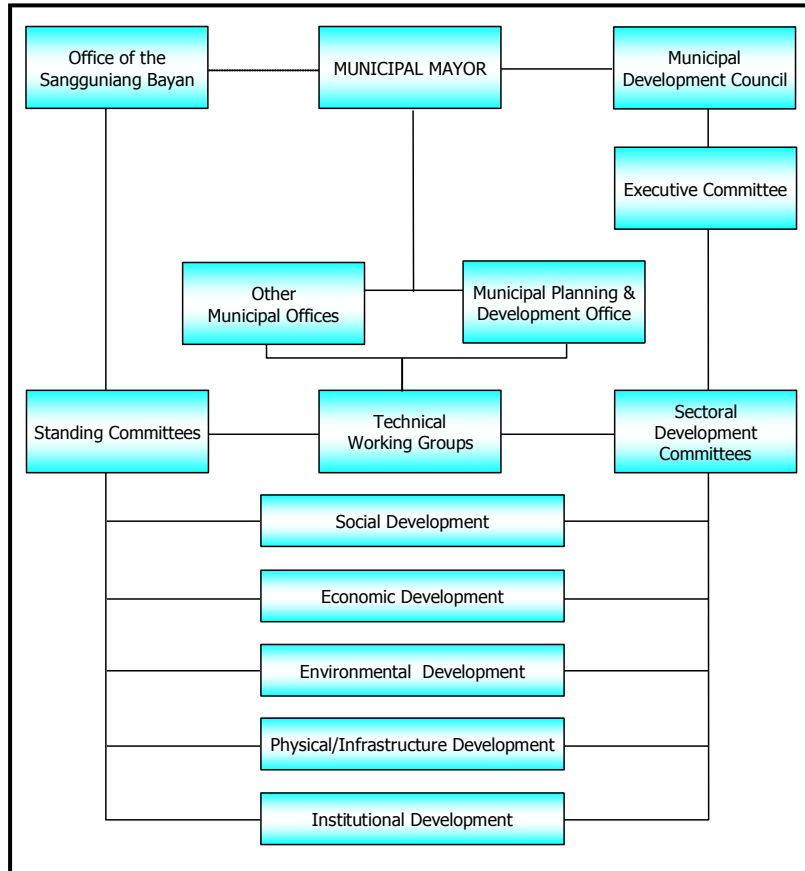 Office of the
Sangguniang Bayan
MUNICIPAL MAYOR
Municipal
Development Council
Executive Committee
Other
Municipal Offices
Municipal Planning &
Development Office
Standing Committees
Technical
Working Groups
Sectoral
Development
Committees
Social Development
Economic Development
Environmental  Development
Physical/Infrastructure Development
Institutional Development